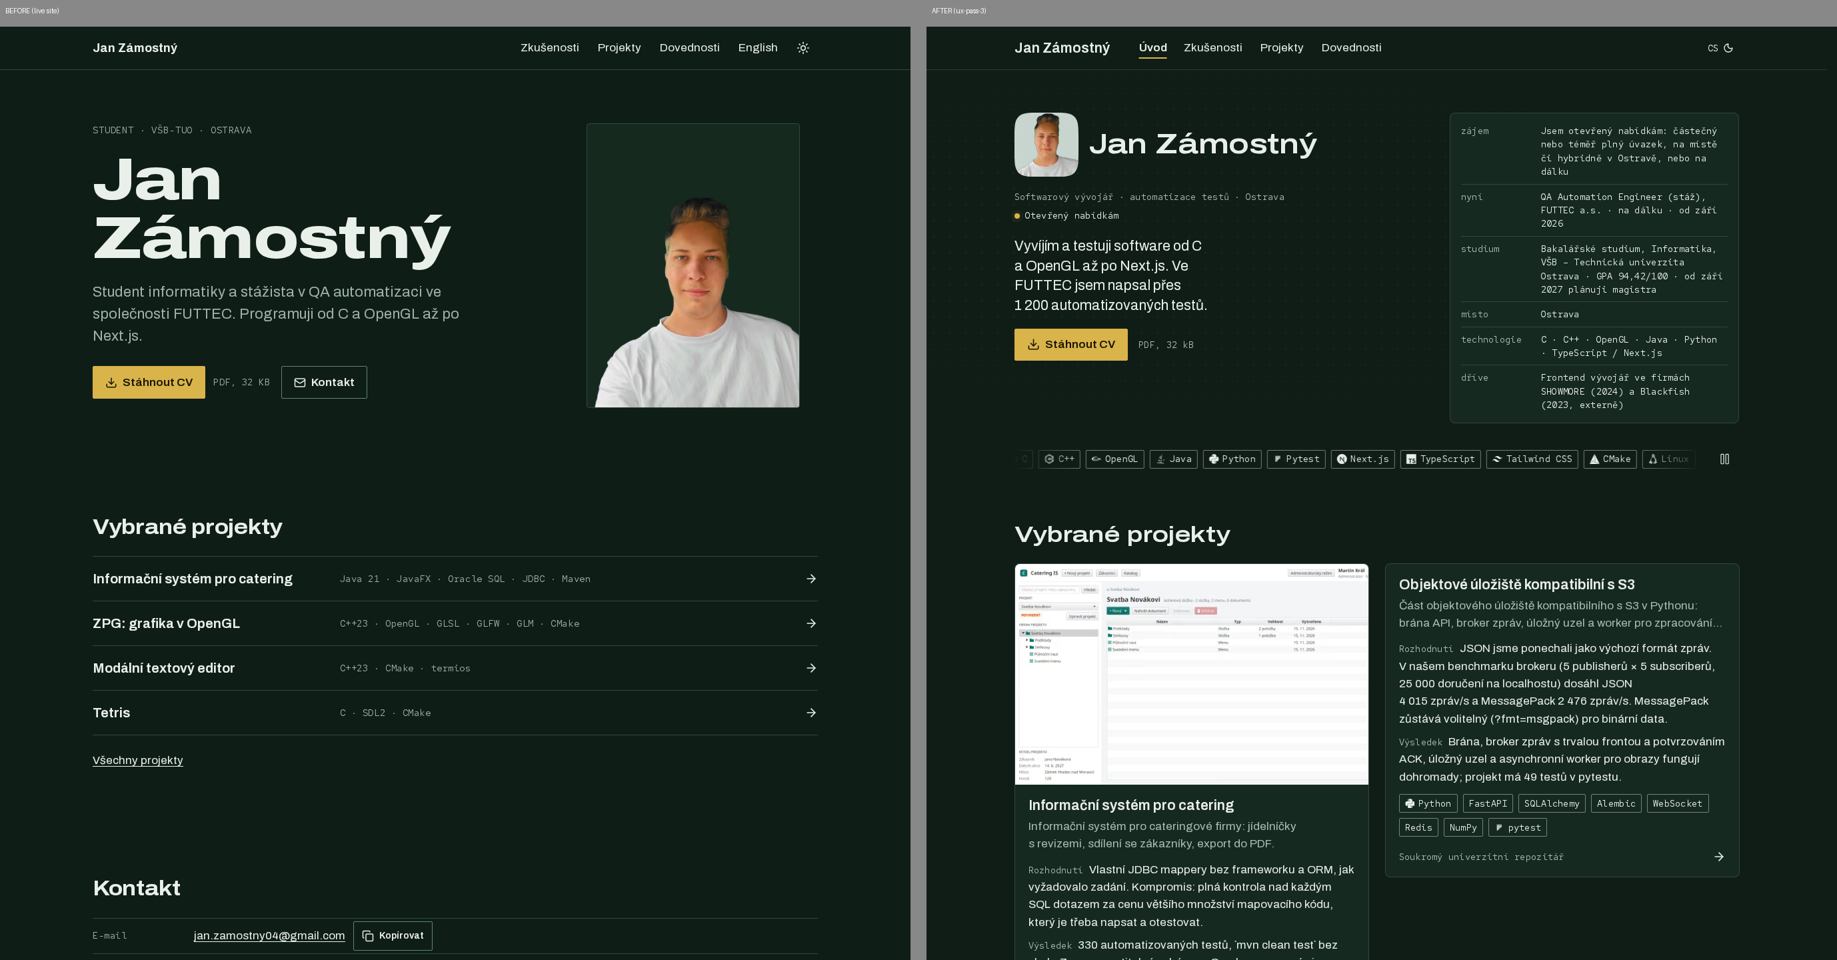 BEFORE (live site)
Jan Zámostný
Zkušenosti
Projekty
Dovednosti
English
STUDENT · VŠB-TUO · OSTRAVA
Jan
Zámostný
Student informatiky a stážista v QA automatizaci ve
společnosti FUTTEC. Programuji od C a OpenGL až po
Next.js.
Stáhnout CV
PDF, 32 KB
Kontakt
Vybrané projekty
Informační systém pro catering
Java 21 · JavaFX · Oracle SQL · JDBC · Maven
ZPG: grafika v OpenGL
C++23 · OpenGL · GLSL · GLFW · GLM · CMake
Modální textový editor
C++23 · CMake · termios
Tetris
C · SDL2 · CMake
Všechny projekty
Kontakt
E-mail
jan.zamostny04@gmail.com
Kopírovat
AFTER (ux-pass-3)
Jan Zámostný
Úvod
Zkušenosti
Projekty
Dovednosti
CS
Jan Zámostný
Softwarový vývojář · automatizace testů · Ostrava
Otevřený nabídkám
Vyvíjím a testuji software od C
a OpenGL až po Next.js. Ve
FUTTEC jsem napsal přes
1 200 automatizovaných testů.
Stáhnout CV
PDF, 32 kB
zájem
Jsem otevřený nabídkám: částečný
nebo téměř plný úvazek, na místě
či hybridně v Ostravě, nebo na
dálku
nyní
QA Automation Engineer (stáž),
FUTTEC a.s. · na dálku · od září
2026
studium
Bakalářské studium, Informatika,
VŠB – Technická univerzita
Ostrava · GPA 94,42/100 · od září
2027 plánuji magistra
místo
Ostrava
technologie
C · C++ · OpenGL · Java · Python
· TypeScript / Next.js
dříve
Frontend vývojář ve firmách
SHOWMORE (2024) a Blackfish
(2023, externě)
C
C++
OpenGL
Java
Python
Pytest
Next.js
TypeScript
Tailwind CSS
CMake
Linux
Vybrané projekty
Catering IS
+ Nový projekt
Zákazníci
Katalog
Administrátorský režim
Martin Král
Svatba Novákovi
Svatba Novákovi
Název
Typ
Velikost
Vytvořeno
Informační systém pro catering
Informační systém pro cateringové firmy: jídelníčky
s revizemi, sdílení se zákazníky, export do PDF.
Rozhodnutí Vlastní JDBC mappery bez frameworku a ORM, jak
vyžadovalo zadání. Kompromis: plná kontrola nad každým
SQL dotazem za cenu většího množství mapovacího kódu,
který je třeba napsat a otestovat.
Výsledek 330 automatizovaných testů, `mvn clean test` bez
Objektové úložiště kompatibilní s S3
Část objektového úložiště kompatibilního s S3 v Pythonu:
brána API, broker zpráv, úložný uzel a worker pro zpracování…
Rozhodnutí JSON jsme ponechali jako výchozí formát zpráv.
V našem benchmarku brokeru (5 publisherů × 5 subscriberů,
25 000 doručení na localhostu) dosáhl JSON
4 015 zpráv/s a MessagePack 2 476 zpráv/s. MessagePack
zůstává volitelný (?fmt=msgpack) pro binární data.
Výsledek Brána, broker zpráv s trvalou frontou a potvrzováním
ACK, úložný uzel a asynchronní worker pro obrazy fungují
dohromady; projekt má 49 testů v pytestu.
Python
FastAPI
SQLAlchemy
Alembic
WebSocket
Redis
NumPy
pytest
Soukromý univerzitní repozitář